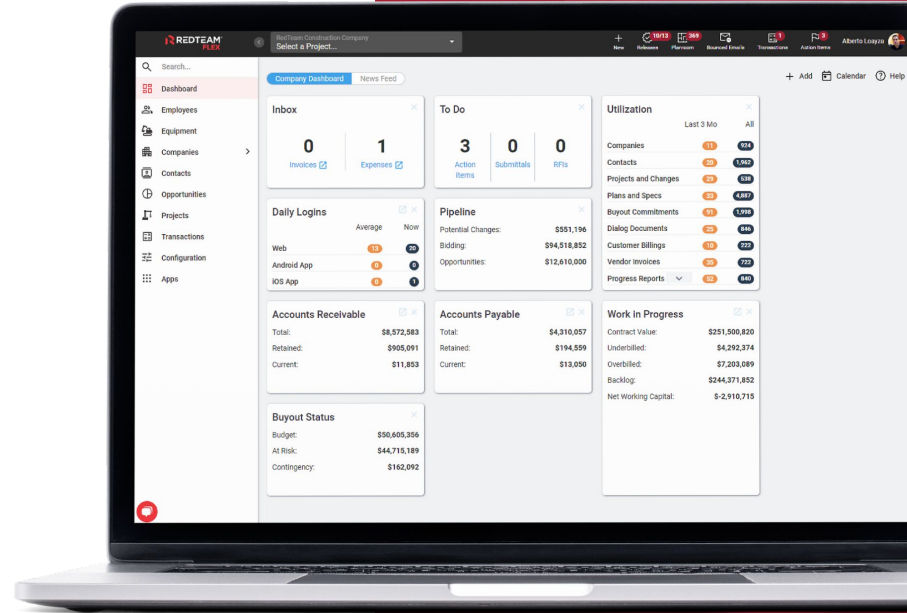 REDTEAM FLEX
RedTeam Construction Company
Select a Project...
New
10/13 Releases
369 Planroom
Bounced Emails
1 Transactions
3 Action Items
Alberto Loayza
Search...
Dashboard
Employees
Equipment
Companies
Contacts
Opportunities
Projects
Transactions
Configuration
Apps
Company Dashboard News Feed
Add Calendar Help
Inbox
0 1
Invoices Expenses
To Do
3 0 0
Action Items Submittals RFIs
Utilization
Last 3 Mo All
Companies 11 924
Contacts 20 1,962
Projects and Changes 29 538
Plans and Specs 33 4,887
Buyout Commitments 91 1,998
Dialog Documents 25 846
Customer Billings 10 222
Vendor Invoices 35 722
Progress Reports 52 840
Daily Logins
Average Now
Web 13 20
Android App 0 0
iOS App 0 1
Pipeline
Potential Changes: $551,196
Bidding: $94,518,852
Opportunities: $12,610,000
Accounts Receivable
Total: $8,572,583
Retained: $905,091
Current: $11,853
Accounts Payable
Total: $4,310,057
Retained: $194,559
Current: $13,050
Work in Progress
Contract Value: $251,500,820
Underbilled: $4,292,374
Overbilled: $7,203,089
Backlog: $244,371,852
Net Working Capital: $-2,910,715
Buyout Status
Budget: $50,605,356
At Risk: $44,715,189
Contingency: $162,092